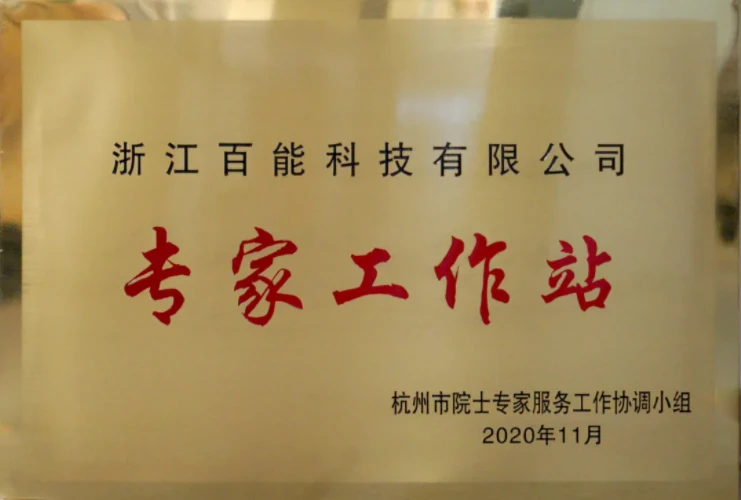 浙江百能科技有限公司
专家工作站
杭州市院士专家服务工作协调小组
2020年11月